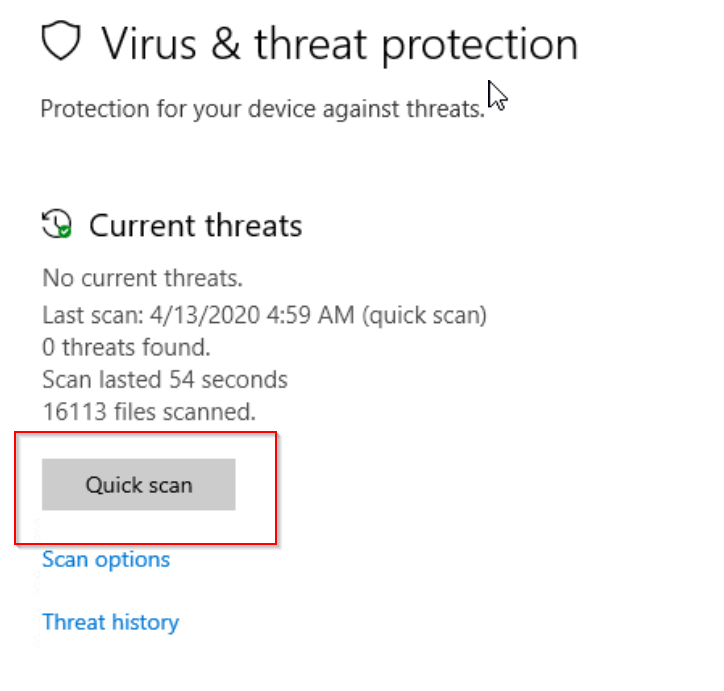 Virus & threat protection
Protection for your device against threats.
Current threats
No current threats.
Last scan: 4/13/2020 4:59 AM (quick scan)
0 threats found.
Scan lasted 54 seconds
16113 files scanned.
Quick scan
Scan options
Threat history